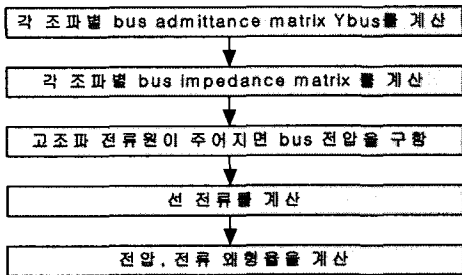 각 조파별 bus admittance matrix Ybus를 계산
각 조파별 bus impedance matrix 를 계산
고조파 전류원이 주어지면 bus 전압을 구함
선 전류를 계산
전압, 전류 왜형율을 계산